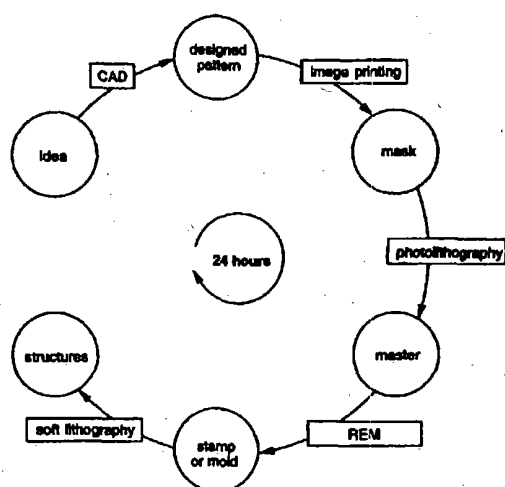 designed
pattern
CAD
image printing
idea
mask
24 hours
photolithography
structures
master
soft lithography
REM
stamp
or mold